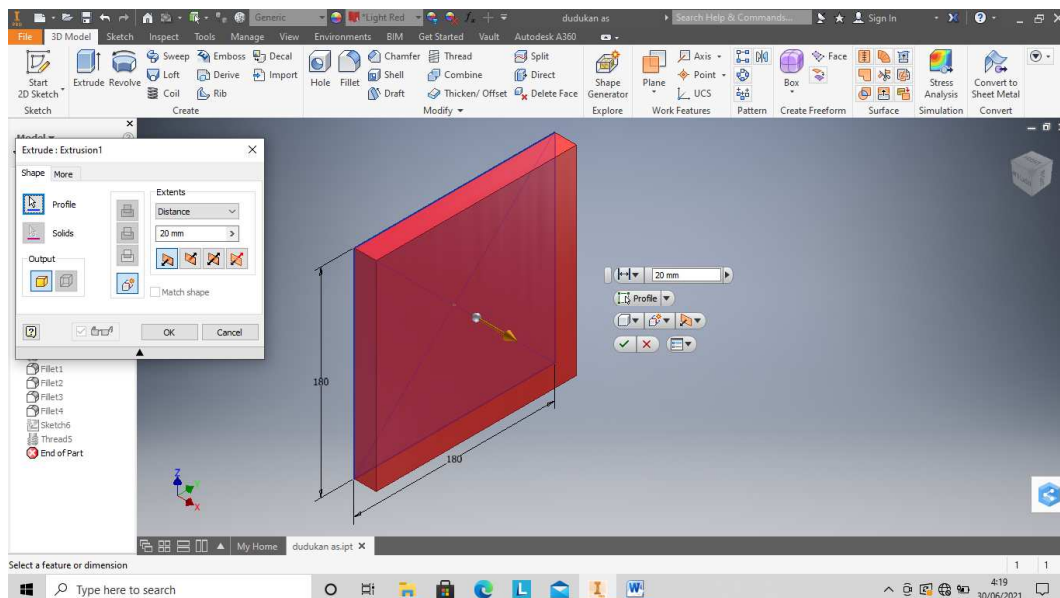 I PRO Generic "Light Red dudukan as Search Help & Commands... Sign In
File 3D Model Sketch Inspect Tools Manage View Environments BIM Get Started Vault Autodesk A360
Start 2D Sketch Extrude Revolve Sweep Emboss Decal Hole Fillet Chamfer Thread Split Shape Generator Plane Axis Box Face Stress Analysis Convert to Sheet Metal
Loft Derive Import Shell Combine Direct Point
Coil Rib Draft Thicken/ Offset Delete Face UCS
Sketch Create Modify Explore Work Features Pattern Create Freeform Surface Simulation Convert
Extrude : Extrusion1
Shape More
Profile
Solids
Output
Extents
Distance
20 mm
Match shape
OK Cancel
Fillet1
Fillet2
Fillet3
Fillet4
Sketch6
Thread5
End of Part
20 mm
Profile
180
180
Z
Y
X
My Home dudukan as.ipt
Select a feature or dimension 1 1
Type here to search 4:19
30/06/2021